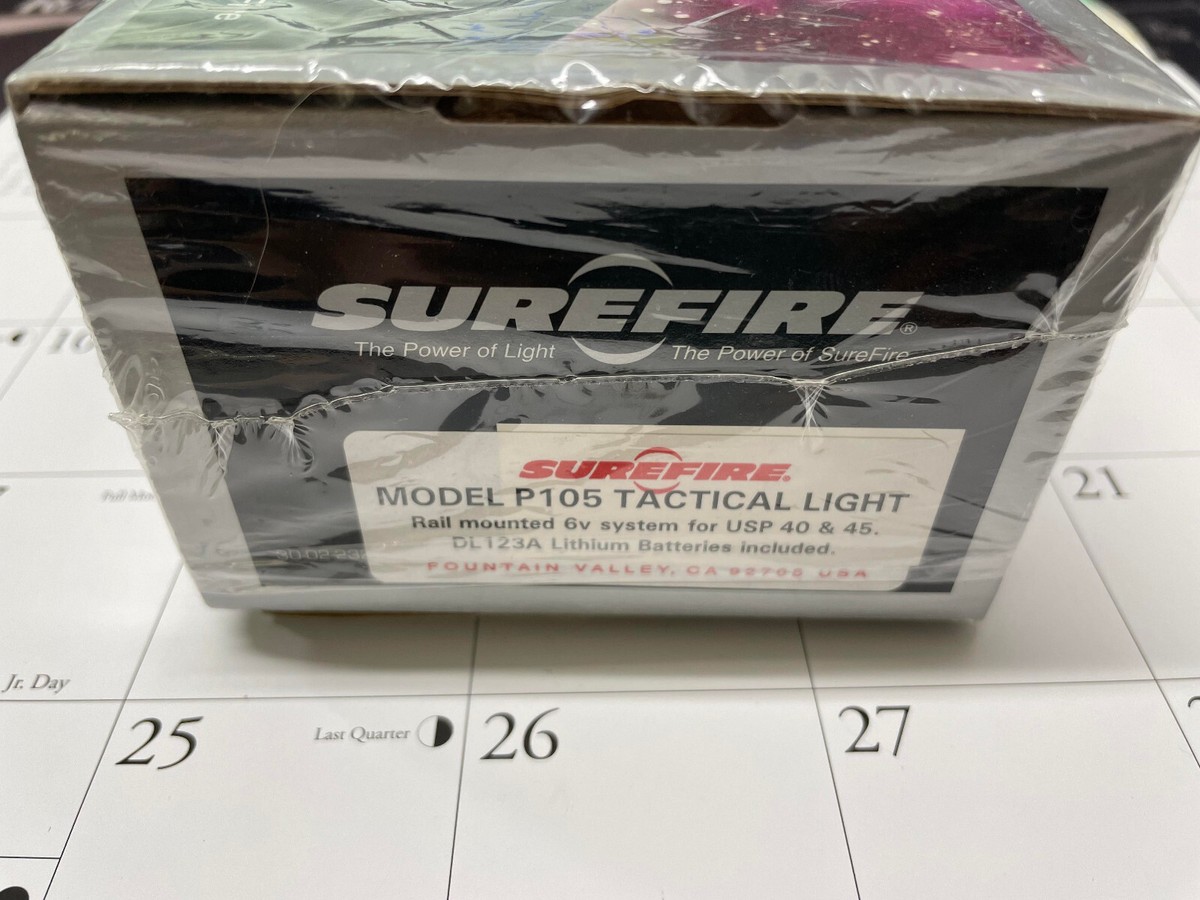 SUREFIRE®
The Power of Light The Power of SureFire
SUREFIRE.
MODEL P105 TACTICAL LIGHT
Rail mounted 6v system for USP 40 & 45.
DL123A Lithium Batteries included.
FOUNTAIN VALLEY, CA 92708 USA
10
21
Jr. Day
25 Last Quarter
26
27